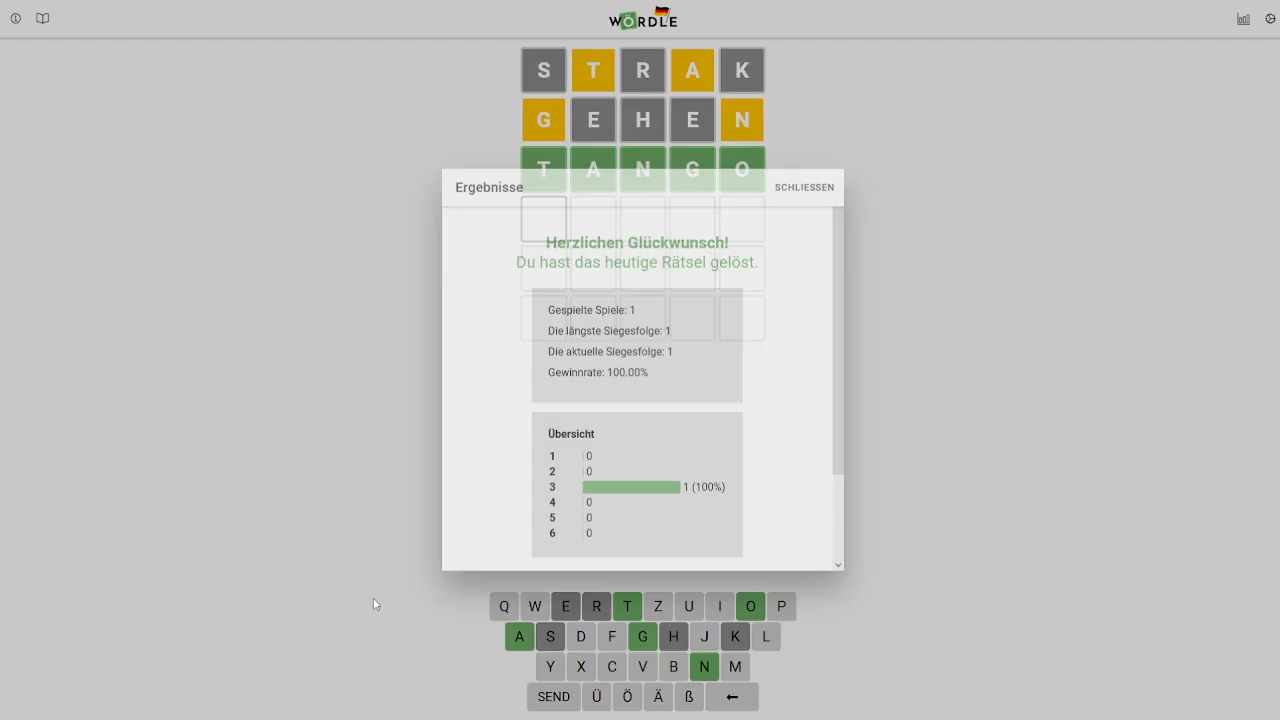 WÖRDLE
S T R A K
G E H E N
T A N G O
Ergebnisse SCHLIESSEN
Herzlichen Glückwunsch!
Du hast das heutige Rätsel gelöst.
Gespielte Spiele: 1
Die längste Siegesfolge: 1
Die aktuelle Siegesfolge: 1
Gewinnrate: 100.00%
Übersicht
1 0
2 0
3 1 (100%)
4 0
5 0
6 0
Q W E R T Z U I O P
A S D F G H J K L
Y X C V B N M
SEND Ü Ö Ä ß ←